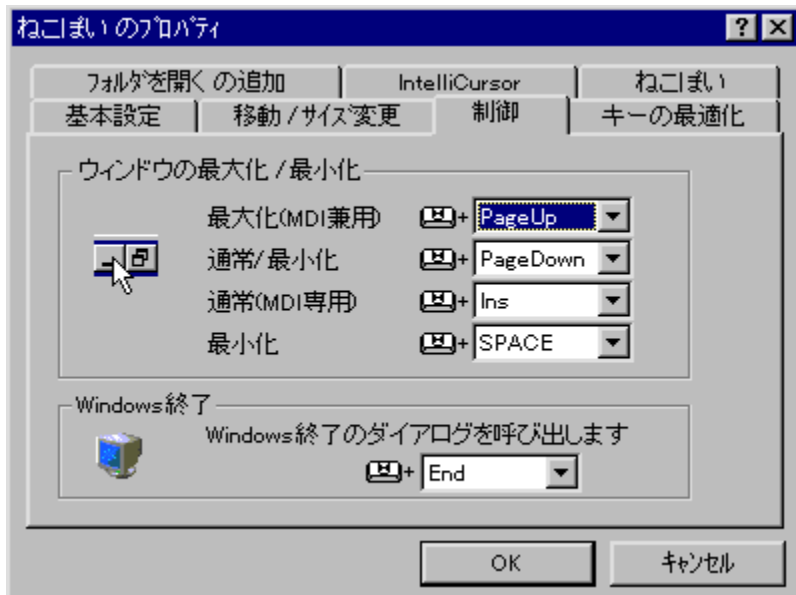 ねこぽいのプロパティ
フォルダを開く の追加 IntelliCursor ねこぽい
基本設定 移動/サイズ変更 制御 キーの最適化
ウィンドウの最大化/最小化
最大化(MDI兼用) + PageUp
通常/最小化 + PageDown
通常(MDI専用) + Ins
最小化 + SPACE
Windows終了
Windows終了のダイアログを呼び出します
+ End
OK キャンセル